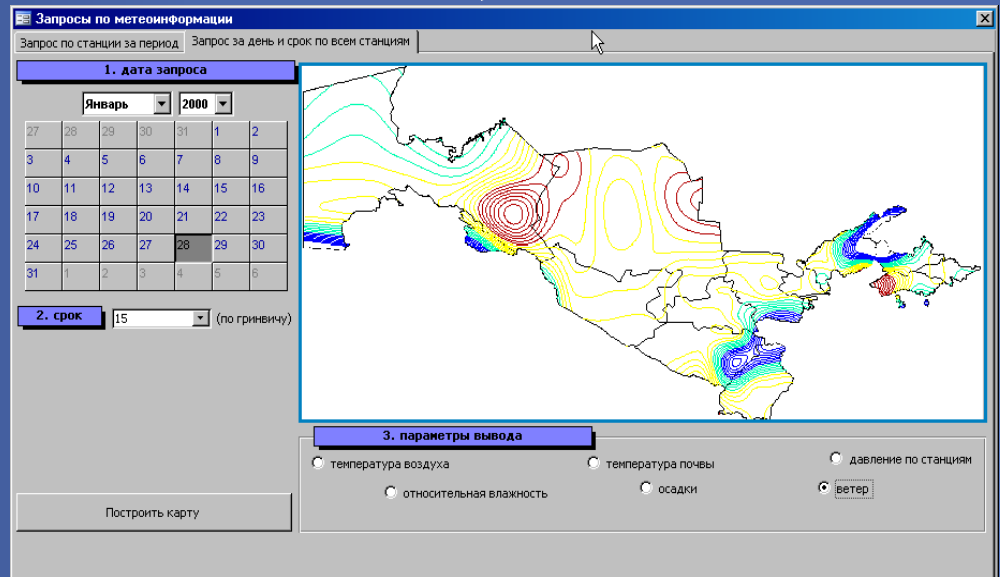 Запросы по метеоинформации
Запрос по станции за период Запрос за день и срок по всем станциям
1. дата запроса
Январь 2000
27 28 29 30 31 1 2
3 4 5 6 7 8 9
10 11 12 13 14 15 16
17 18 19 20 21 22 23
24 25 26 27 28 29 30
31 1 2 3 4 5 6
2. срок 15 (по гринвичу)
3. параметры вывода
температура воздуха температура почвы давление по станциям
относительная влажность осадки ветер
Построить карту